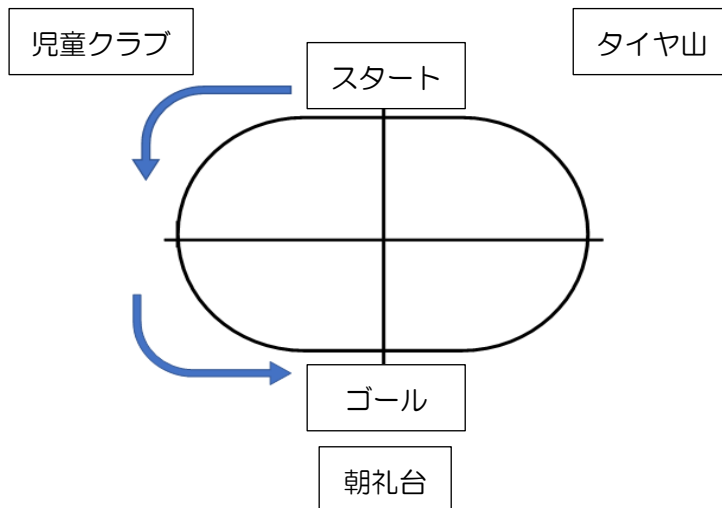 児童クラブ
タイヤ山
スタート
ゴール
朝礼台